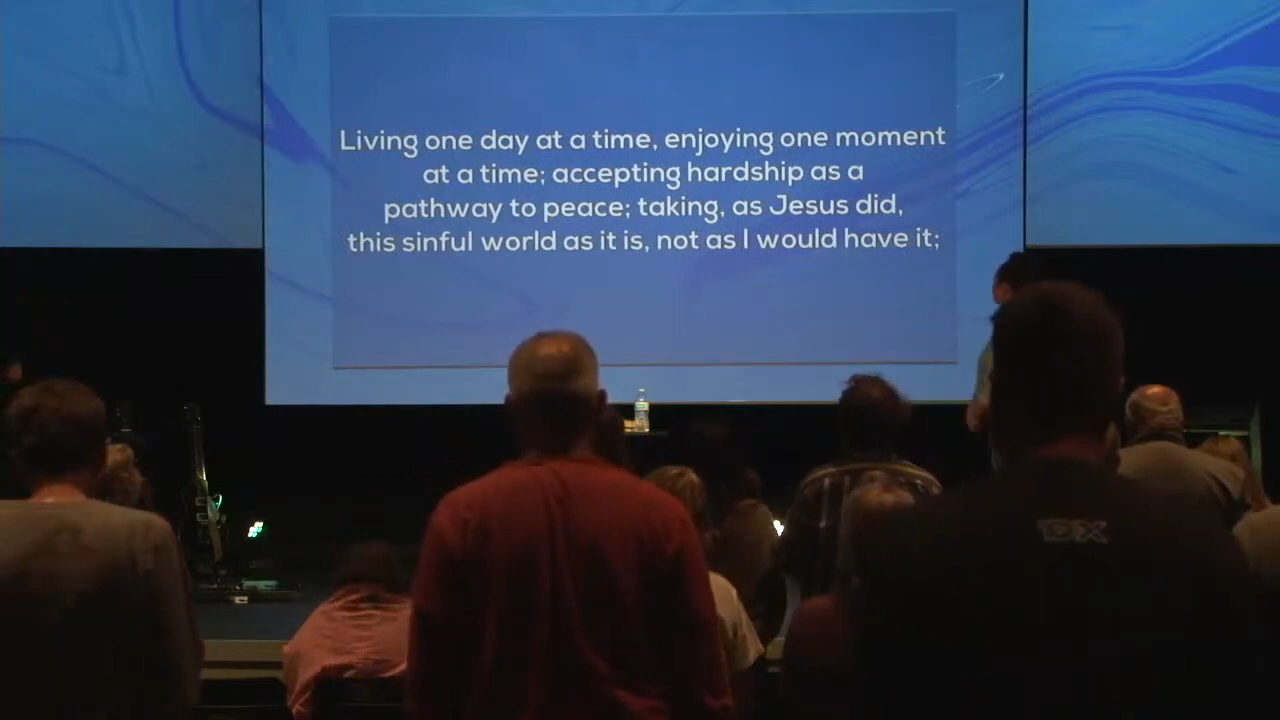 Living one day at a time, enjoying one moment
at a time; accepting hardship as a
pathway to peace; taking, as Jesus did,
this sinful world as it is, not as I would have it;